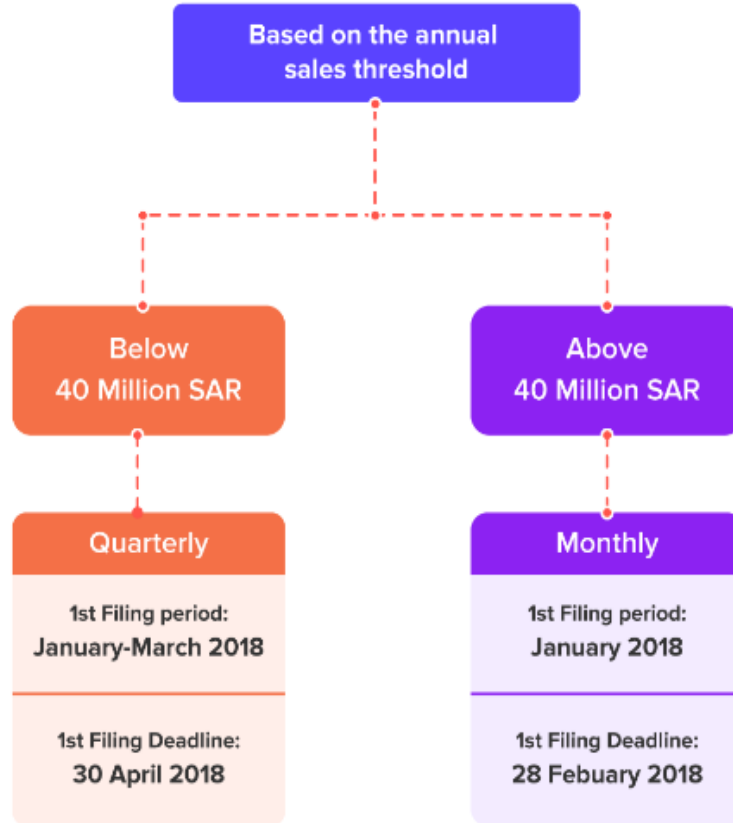 Based on the annual
sales threshold
Below
40 Million SAR
Above
40 Million SAR
Quarterly
1st Filing period:
January-March 2018
1st Filing Deadline:
30 April 2018
Monthly
1st Filing period:
January 2018
1st Filing Deadline:
28 Febuary 2018